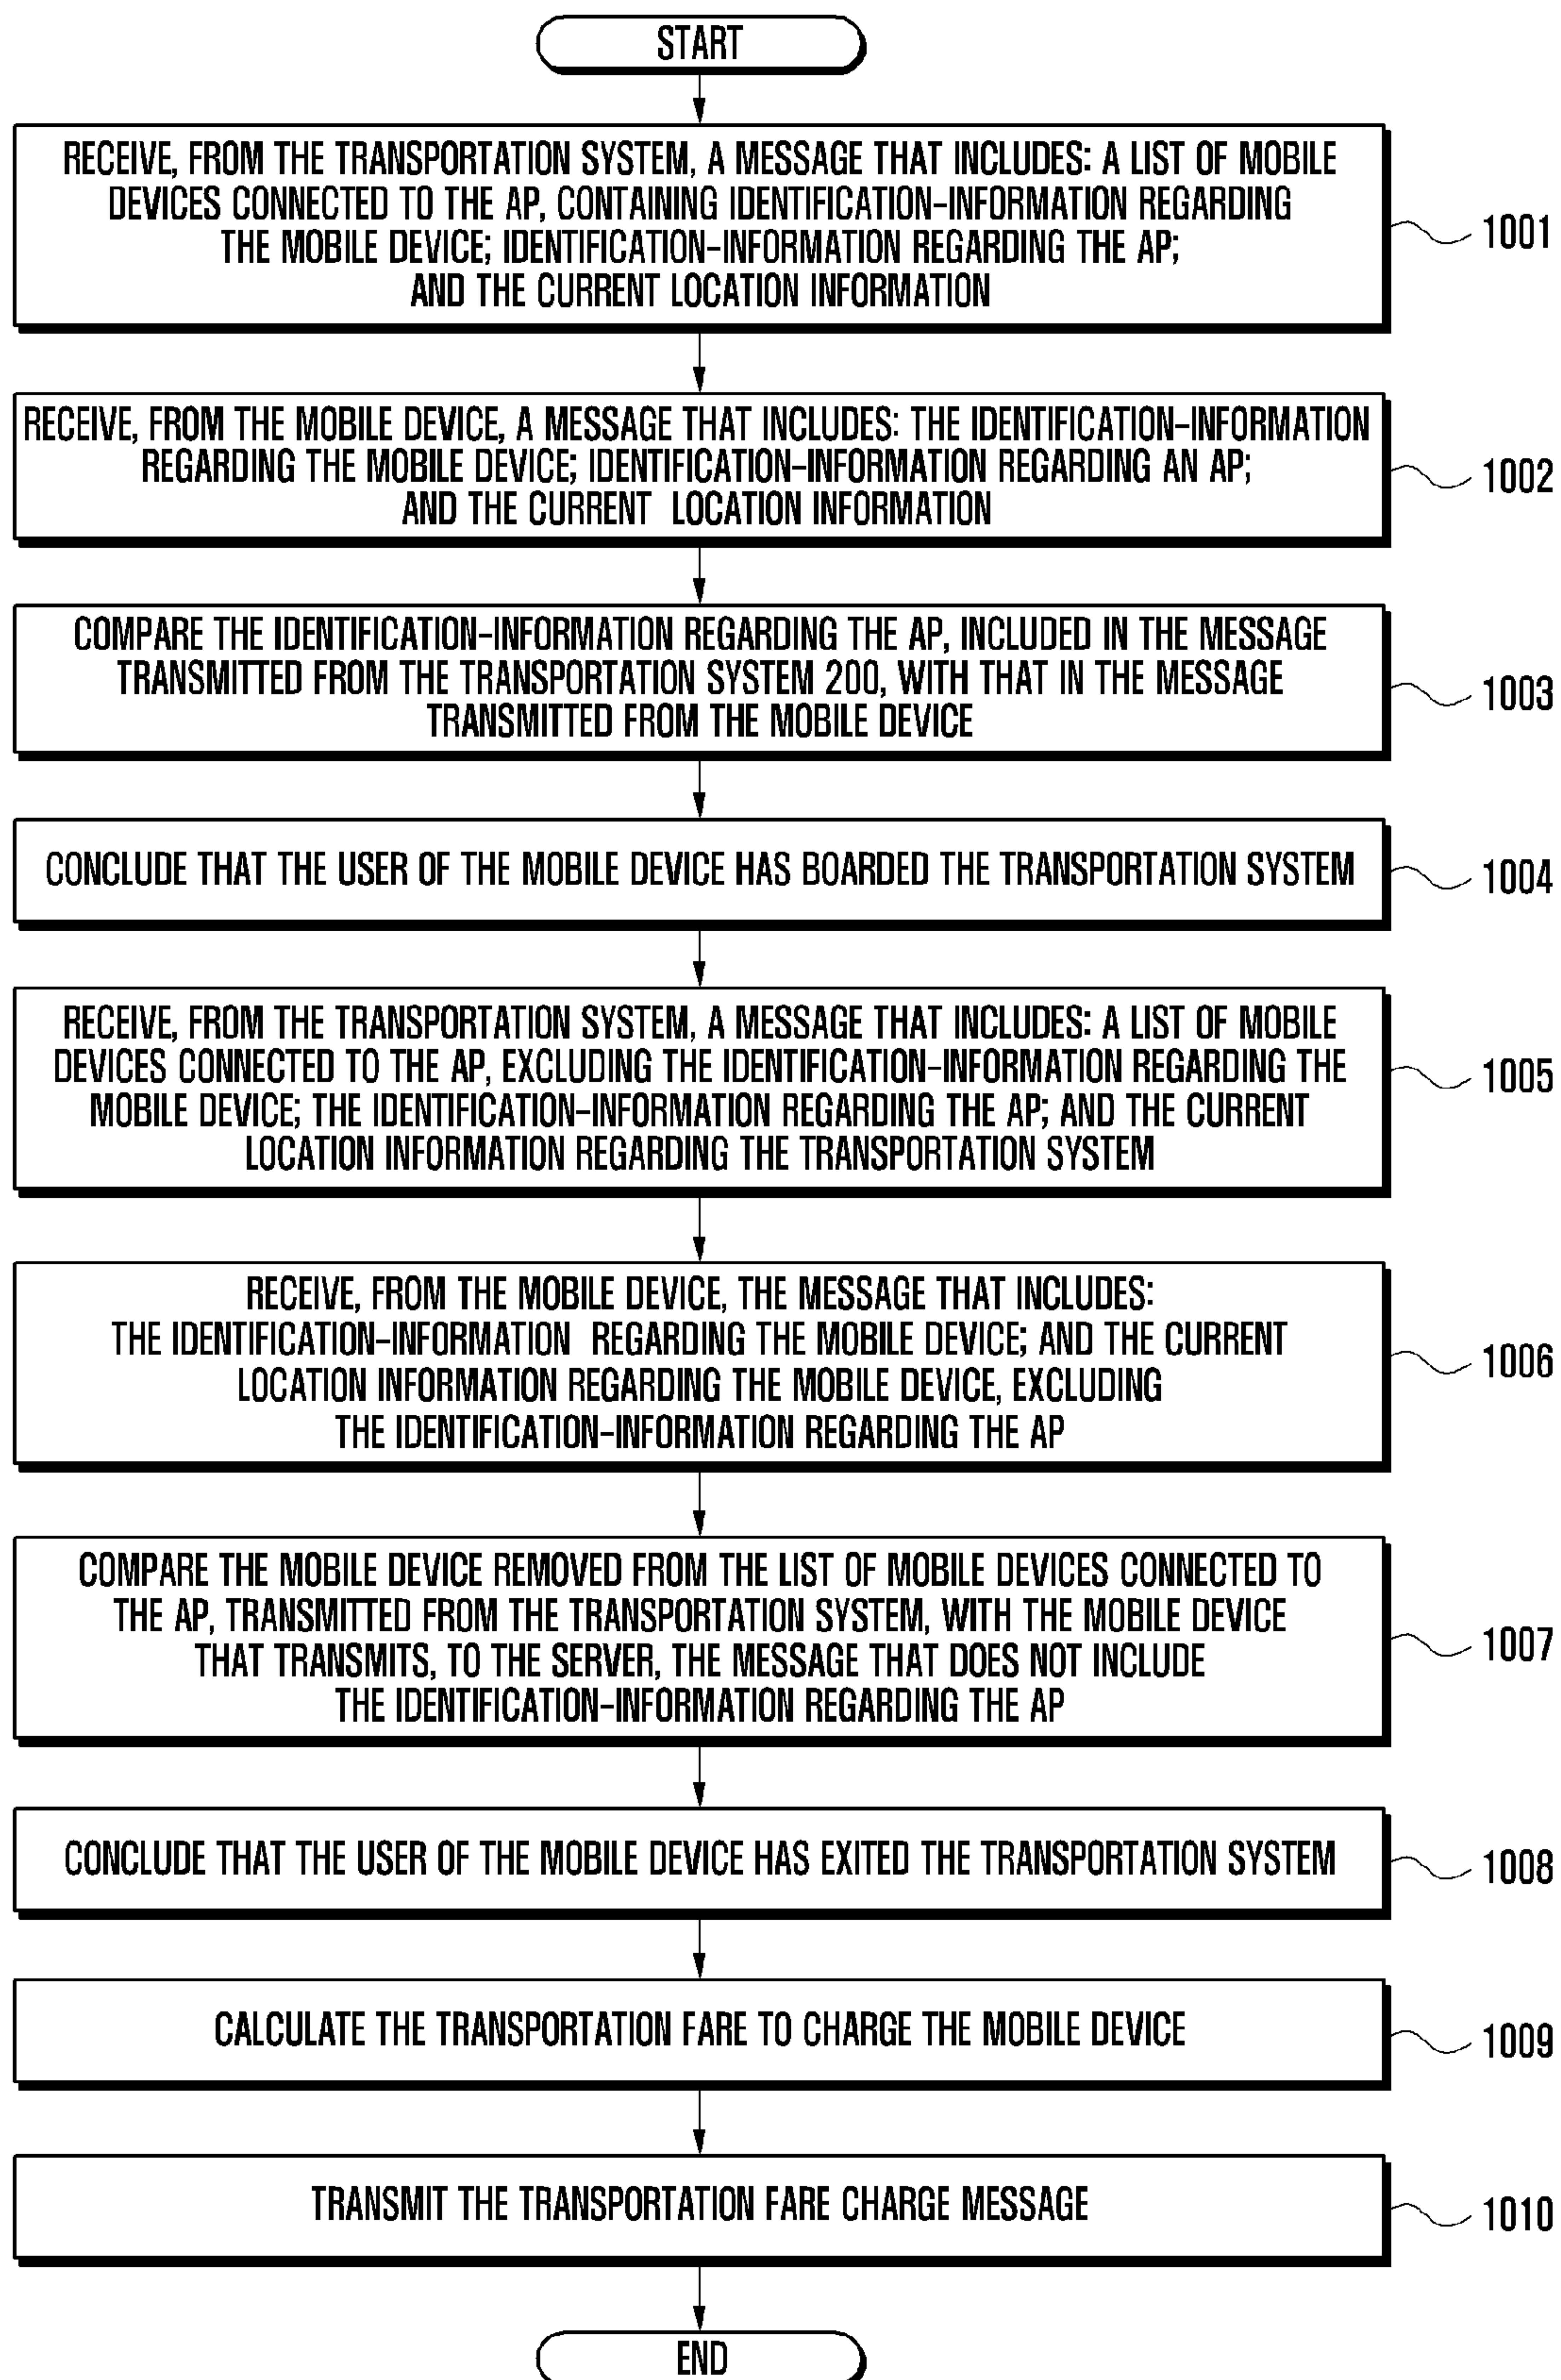 START
RECEIVE, FROM THE TRANSPORTATION SYSTEM, A MESSAGE THAT INCLUDES: A LIST OF MOBILE
DEVICES CONNECTED TO THE AP, CONTAINING IDENTIFICATION-INFORMATION REGARDING
THE MOBILE DEVICE; IDENTIFICATION-INFORMATION REGARDING THE AP;
AND THE CURRENT LOCATION INFORMATION
1001
RECEIVE, FROM THE MOBILE DEVICE, A MESSAGE THAT INCLUDES: THE IDENTIFICATION-INFORMATION
REGARDING THE MOBILE DEVICE; IDENTIFICATION-INFORMATION REGARDING AN AP;
AND THE CURRENT LOCATION INFORMATION
1002
COMPARE THE IDENTIFICATION-INFORMATION REGARDING THE AP, INCLUDED IN THE MESSAGE
TRANSMITTED FROM THE TRANSPORTATION SYSTEM 200, WITH THAT IN THE MESSAGE
TRANSMITTED FROM THE MOBILE DEVICE
1003
CONCLUDE THAT THE USER OF THE MOBILE DEVICE HAS BOARDED THE TRANSPORTATION SYSTEM
1004
RECEIVE, FROM THE TRANSPORTATION SYSTEM, A MESSAGE THAT INCLUDES: A LIST OF MOBILE
DEVICES CONNECTED TO THE AP, EXCLUDING THE IDENTIFICATION-INFORMATION REGARDING THE
MOBILE DEVICE; THE IDENTIFICATION-INFORMATION REGARDING THE AP; AND THE CURRENT
LOCATION INFORMATION REGARDING THE TRANSPORTATION SYSTEM
1005
RECEIVE, FROM THE MOBILE DEVICE, THE MESSAGE THAT INCLUDES:
THE IDENTIFICATION-INFORMATION REGARDING THE MOBILE DEVICE; AND THE CURRENT
LOCATION INFORMATION REGARDING THE MOBILE DEVICE, EXCLUDING
THE IDENTIFICATION-INFORMATION REGARDING THE AP
1006
COMPARE THE MOBILE DEVICE REMOVED FROM THE LIST OF MOBILE DEVICES CONNECTED TO
THE AP, TRANSMITTED FROM THE TRANSPORTATION SYSTEM, WITH THE MOBILE DEVICE
THAT TRANSMITS, TO THE SERVER, THE MESSAGE THAT DOES NOT INCLUDE
THE IDENTIFICATION-INFORMATION REGARDING THE AP
1007
CONCLUDE THAT THE USER OF THE MOBILE DEVICE HAS EXITED THE TRANSPORTATION SYSTEM
1008
CALCULATE THE TRANSPORTATION FARE TO CHARGE THE MOBILE DEVICE
1009
TRANSMIT THE TRANSPORTATION FARE CHARGE MESSAGE
1010
END